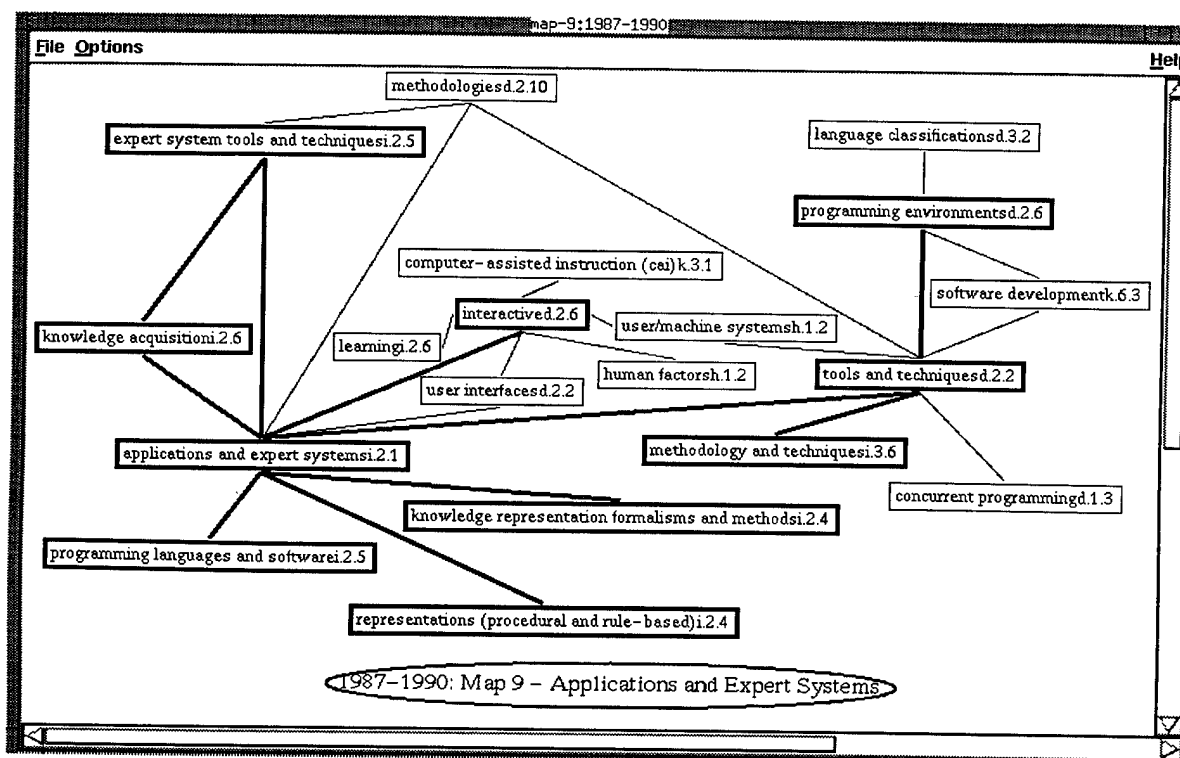 map-9:1987-1990
File Options
Help
methodologiesd.2.10
expert system tools and techniquesi.2.5
language classificationsd.3.2
programming environmentsd.2.6
computer-assisted instruction (cai)k.3.1
software developmentk.6.3
interactived.2.6
user/machine systemsh.1.2
knowledge acquisitioni.2.6
learningi.2.6
human factorsh.1.2
tools and techniquesd.2.2
user interfacesd.2.2
applications and expert systemsi.2.1
methodology and techniquesi.3.6
concurrent programmingd.1.3
knowledge representation formalisms and methodsi.2.4
programming languages and softwarei.2.5
representations (procedural and rule-based)i.2.4
1987-1990: Map 9 - Applications and Expert Systems